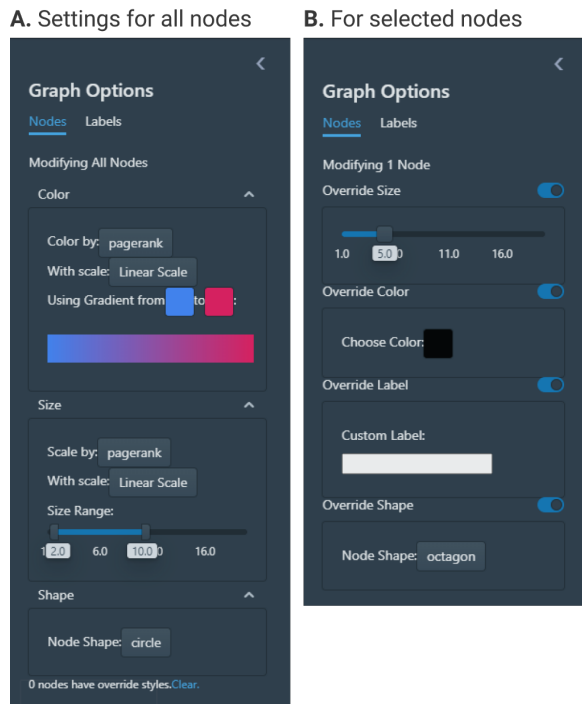 A. Settings for all nodes
Graph Options
Nodes Labels
Modifying All Nodes
Color
Color by: pagerank
With scale: Linear Scale
Using Gradient from to :
Size
Scale by: pagerank
With scale: Linear Scale
Size Range:
1 2.0 6.0 10.0 16.0
Shape
Node Shape: circle
0 nodes have override styles.Clear.
B. For selected nodes
Graph Options
Nodes Labels
Modifying 1 Node
Override Size
1.0 5.0 11.0 16.0
Override Color
Choose Color:
Override Label
Custom Label:
Override Shape
Node Shape: octagon